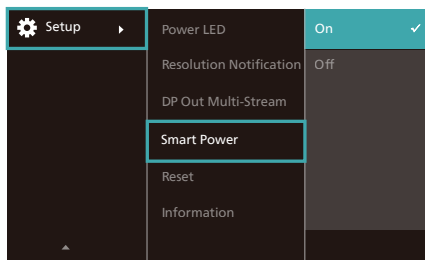 Setup
Power LED
On
Resolution Notification
Off
DP Out Multi-Stream
Smart Power
Reset
Information